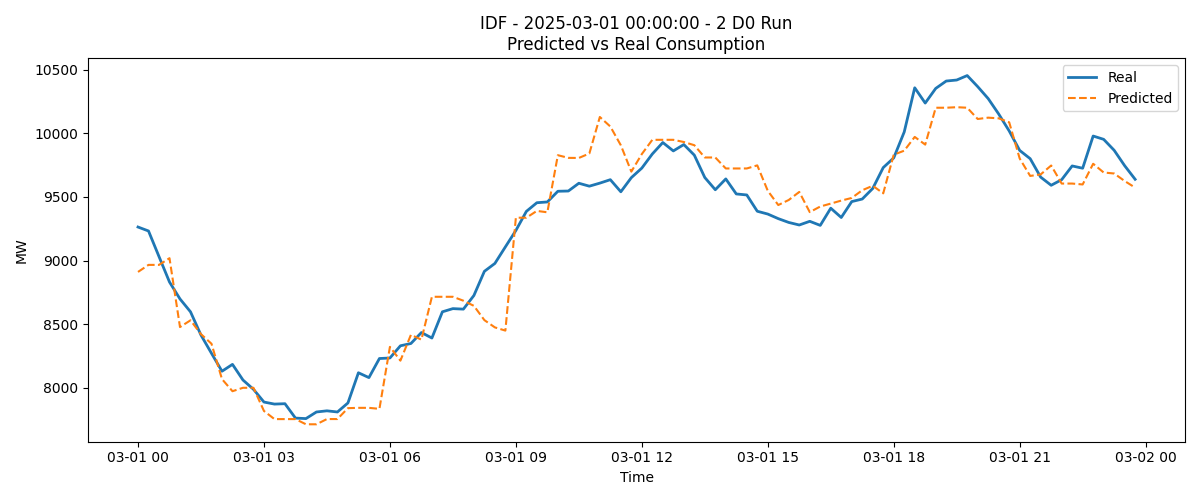 IDF - 2025-03-01 00:00:00 - 2 D0 Run
Predicted vs Real Consumption
MW
10500
10000
9500
9000
8500
8000
Real
Predicted
03-01 00
03-01 03
03-01 06
03-01 09
03-01 12
03-01 15
03-01 18
03-01 21
03-02 00
Time